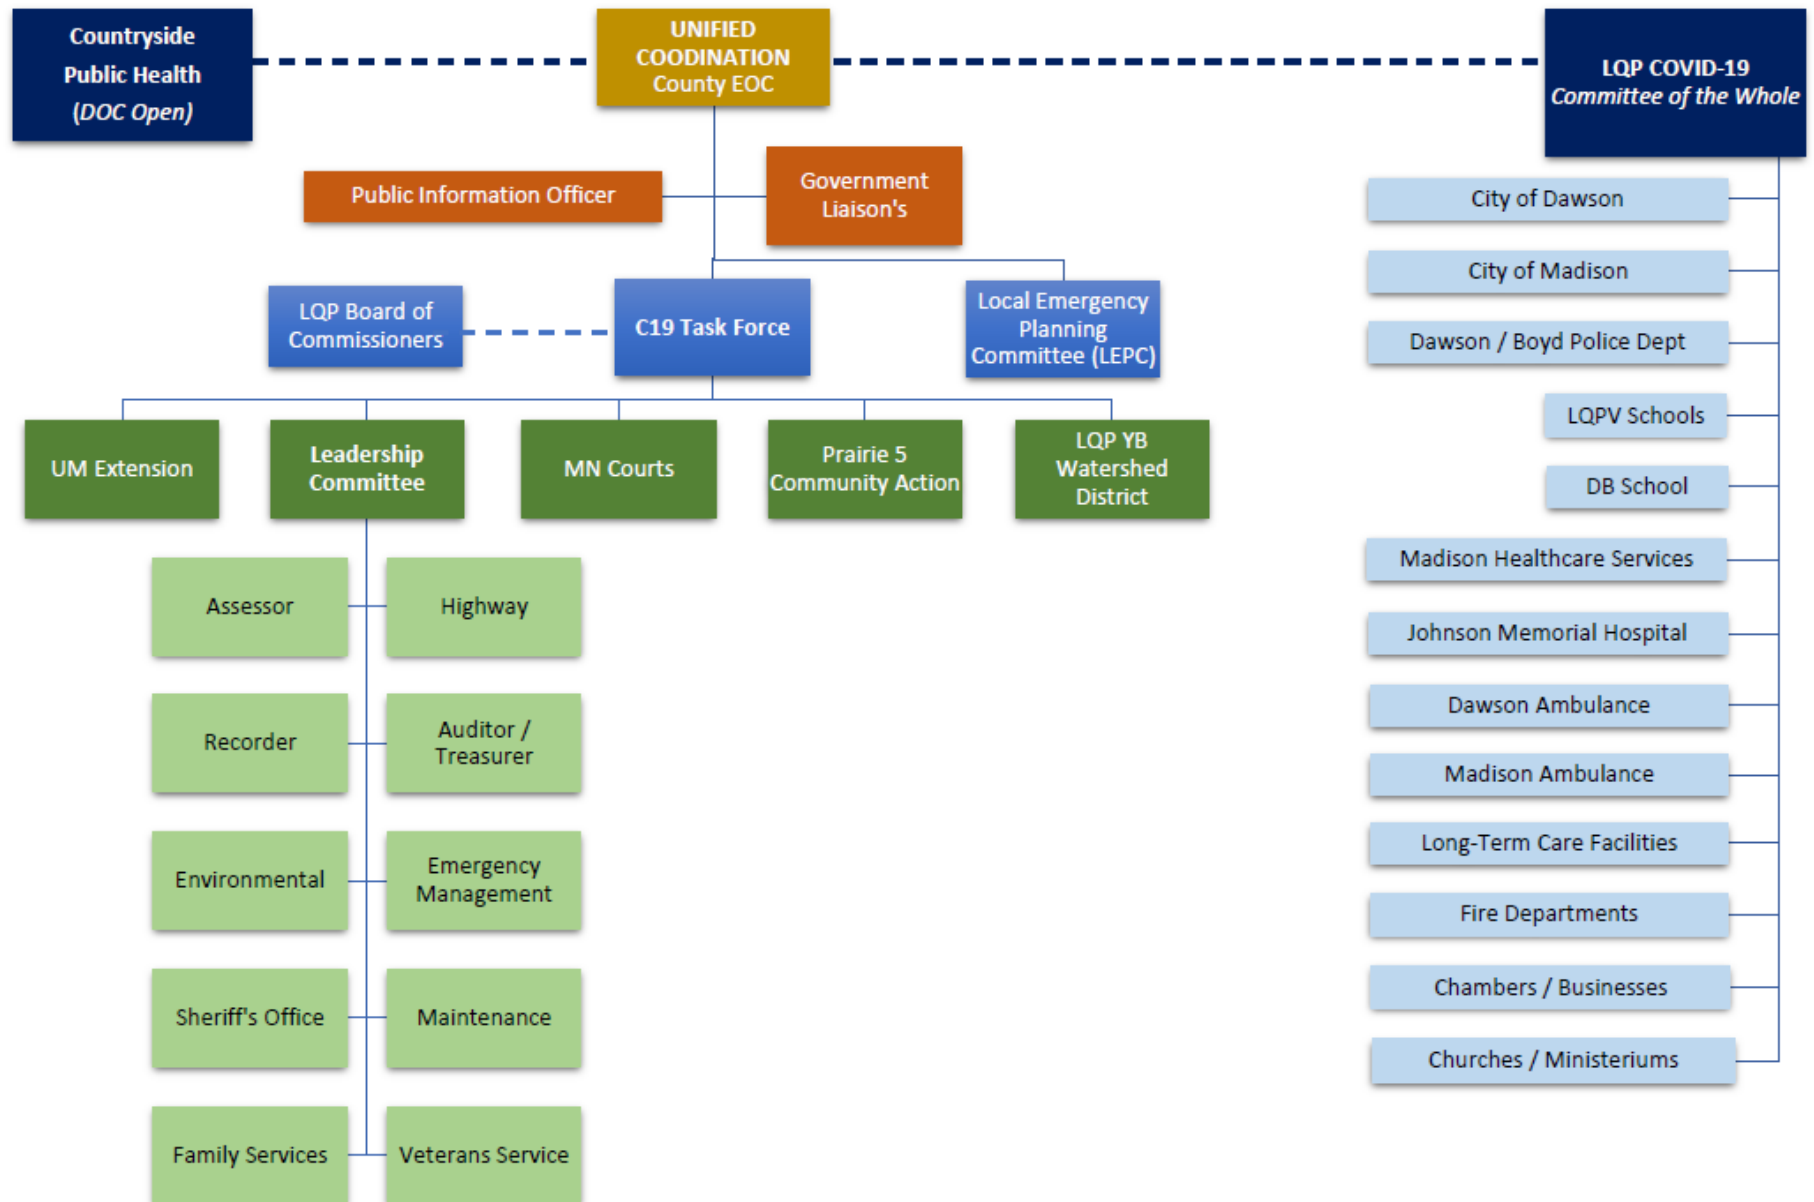 Countryside
Public Health
(DOC Open)
UNIFIED
COODINATION
County EOC
LQP COVID-19
Committee of the Whole
Public Information Officer
Government
Liaison's
LQP Board of
Commissioners
C19 Task Force
Local Emergency
Planning
Committee (LEPC)
UM Extension
Leadership
Committee
MN Courts
Prairie 5
Community Action
LQP YB
Watershed
District
Assessor
Highway
Recorder
Auditor /
Treasurer
Environmental
Emergency
Management
Sheriff's Office
Maintenance
Family Services
Veterans Service
City of Dawson
City of Madison
Dawson / Boyd Police Dept
LQPV Schools
DB School
Madison Healthcare Services
Johnson Memorial Hospital
Dawson Ambulance
Madison Ambulance
Long-Term Care Facilities
Fire Departments
Chambers / Businesses
Churches / Ministeriums